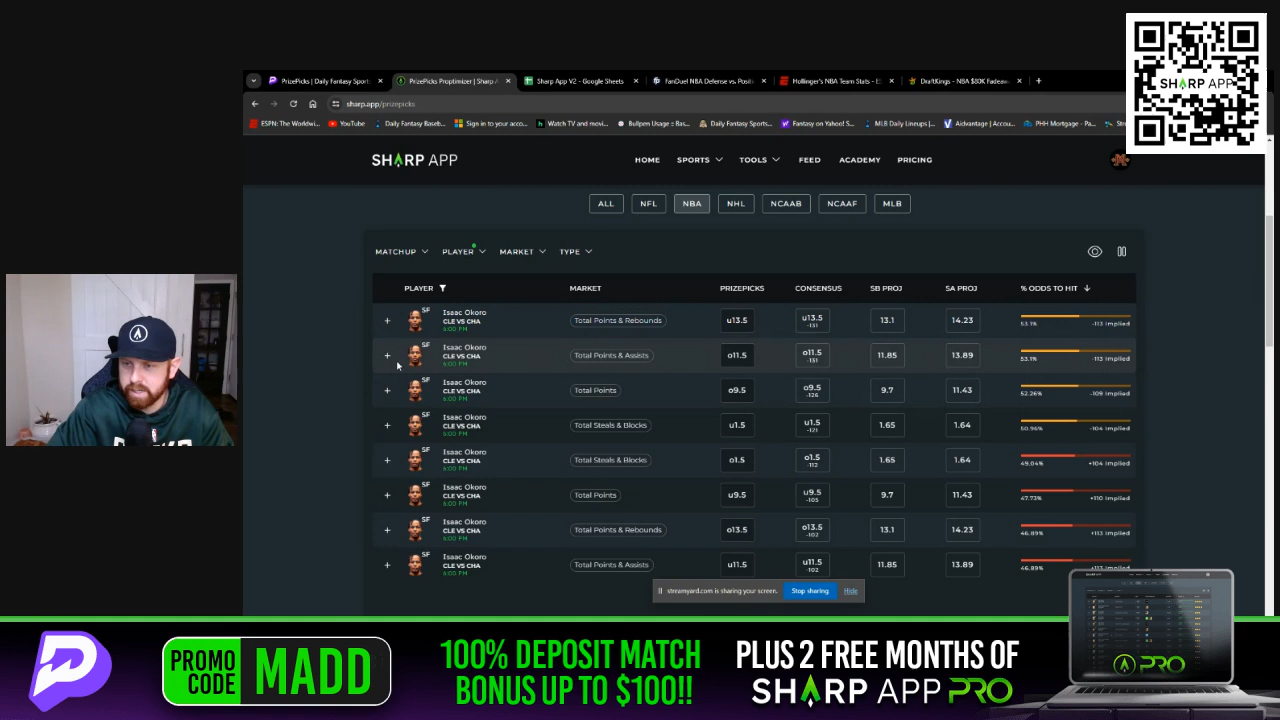 SHARP APP
PrizePicks | Daily Fantasy Sport
PrizePicks Proptimizer | Sharp A
Sharp App V2 - Google Sheets
FanDuel NBA Defense vs. Posit
Hollinger's NBA Team Stats - E
DraftKings - NBA $80K Fadeaw
sharp.app/prizepicks
ESPN: The Worldwi...
YouTube
Daily Fantasy Baseb...
Sign in to your acco...
Watch TV and movi...
Bullpen Usage :: Bas...
Daily Fantasy Sports...
Fantasy on Yahoo! S...
MLB Daily Lineups |...
Aidvantage | Accou...
PHH Mortgage - Pa...
SHARP APP
HOME SPORTS TOOLS FEED ACADEMY PRICING
ALL NFL NBA NHL NCAAB NCAAF MLB
MATCHUP PLAYER MARKET TYPE
PLAYER MARKET PRIZEPICKS CONSENSUS SB PROJ SA PROJ % ODDS TO HIT
+ SF Isaac Okoro Total Points & Rebounds u13.5 u13.5 13.1 14.23
CLE VS CHA -131 53.1% -113 Implied
6:00 PM
+ SF Isaac Okoro Total Points & Assists o11.5 o11.5 11.85 13.89
CLE VS CHA -131 53.1% -113 Implied
6:00 PM
+ SF Isaac Okoro Total Points o9.5 o9.5 9.7 11.43
CLE VS CHA -126 52.26% -109 Implied
6:00 PM
+ SF Isaac Okoro Total Steals & Blocks u1.5 u1.5 1.65 1.64
CLE VS CHA -121 50.96% -104 Implied
6:00 PM
+ SF Isaac Okoro Total Steals & Blocks o1.5 o1.5 1.65 1.64
CLE VS CHA -112 49.04% +104 Implied
6:00 PM
+ SF Isaac Okoro Total Points u9.5 u9.5 9.7 11.43
CLE VS CHA -105 47.73% +110 Implied
6:00 PM
+ SF Isaac Okoro Total Points & Rebounds o13.5 o13.5 13.1 14.23
CLE VS CHA -102 46.89% +113 Implied
6:00 PM
+ SF Isaac Okoro Total Points & Assists u11.5 u11.5 11.85 13.89
CLE VS CHA -102 46.89% +113 Implied
6:00 PM
streamyard.com is sharing your screen. Stop sharing Hide
PROMO CODE MADD
100% DEPOSIT MATCH
BONUS UP TO $100!!
PLUS 2 FREE MONTHS OF
SHARP APP PRO
PRO